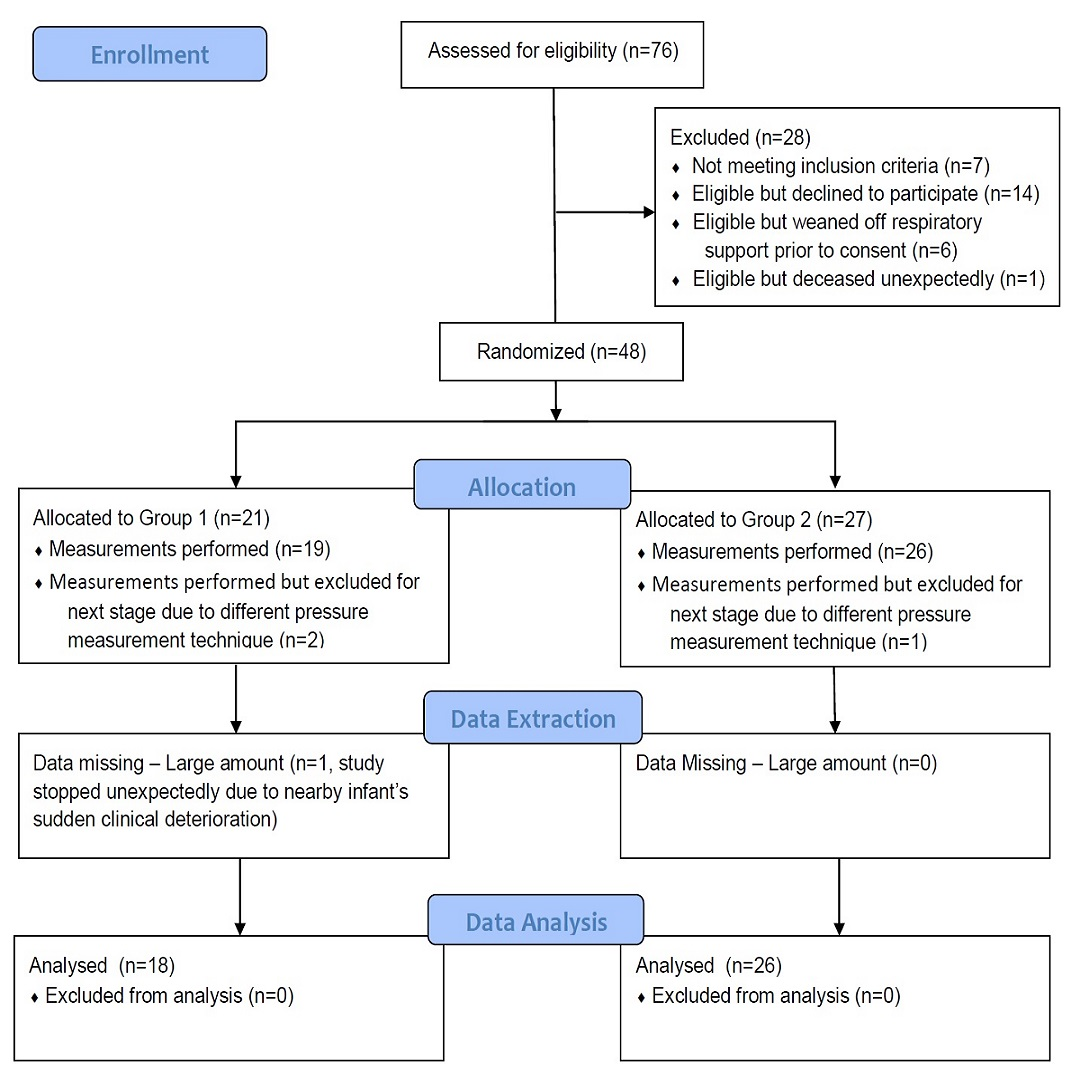 Enrollment
Assessed for eligibility (n=76)
Excluded (n=28)
♦ Not meeting inclusion criteria (n=7)
♦ Eligible but declined to participate (n=14)
♦ Eligible but weaned off respiratory
support prior to consent (n=6)
♦ Eligible but deceased unexpectedly (n=1)
Randomized (n=48)
Allocation
Allocated to Group 1 (n=21)
♦ Measurements performed (n=19)
♦ Measurements performed but excluded for
next stage due to different pressure
measurement technique (n=2)
Allocated to Group 2 (n=27)
♦ Measurements performed (n=26)
♦ Measurements performed but excluded for
next stage due to different pressure
measurement technique (n=1)
Data Extraction
Data missing – Large amount (n=1, study
stopped unexpectedly due to nearby infant’s
sudden clinical deterioration)
Data Missing – Large amount (n=0)
Data Analysis
Analysed (n=18)
♦ Excluded from analysis (n=0)
Analysed (n=26)
♦ Excluded from analysis (n=0)